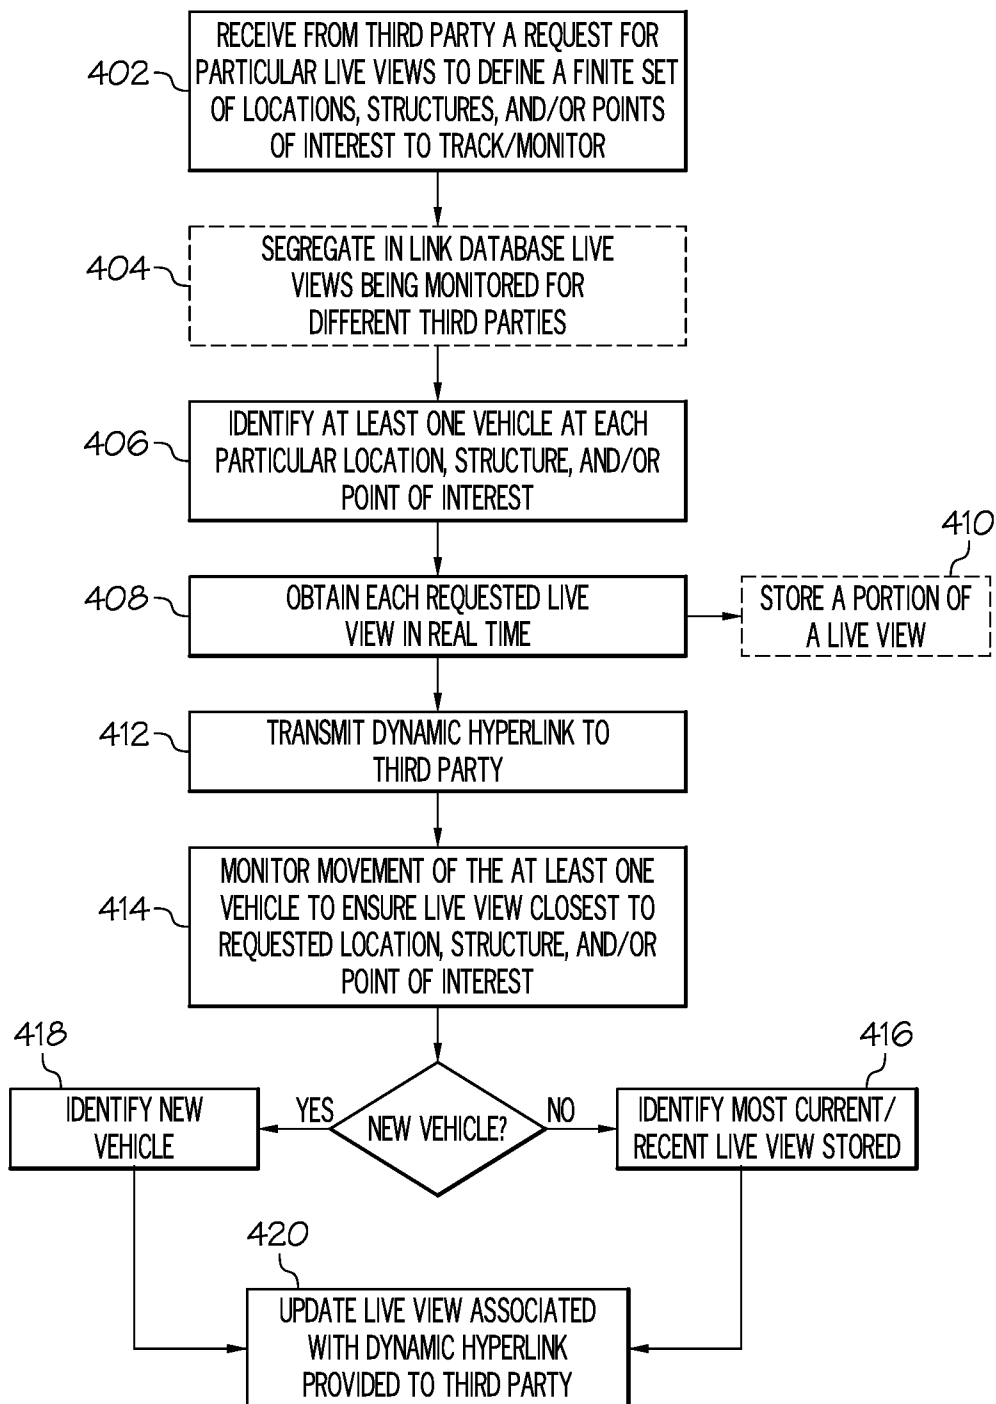 402
RECEIVE FROM THIRD PARTY A REQUEST FOR
PARTICULAR LIVE VIEWS TO DEFINE A FINITE SET
OF LOCATIONS, STRUCTURES, AND/OR POINTS
OF INTEREST TO TRACK/MONITOR
404
SEGREGATE IN LINK DATABASE LIVE
VIEWS BEING MONITORED FOR
DIFFERENT THIRD PARTIES
406
IDENTIFY AT LEAST ONE VEHICLE AT EACH
PARTICULAR LOCATION, STRUCTURE, AND/OR
POINT OF INTEREST
408
OBTAIN EACH REQUESTED LIVE
VIEW IN REAL TIME
410
STORE A PORTION OF
A LIVE VIEW
412
TRANSMIT DYNAMIC HYPERLINK TO
THIRD PARTY
414
MONITOR MOVEMENT OF THE AT LEAST ONE
VEHICLE TO ENSURE LIVE VIEW CLOSEST TO
REQUESTED LOCATION, STRUCTURE, AND/OR
POINT OF INTEREST
NEW VEHICLE?
YES
NO
418
IDENTIFY NEW
VEHICLE
416
IDENTIFY MOST CURRENT/
RECENT LIVE VIEW STORED
420
UPDATE LIVE VIEW ASSOCIATED
WITH DYNAMIC HYPERLINK
PROVIDED TO THIRD PARTY